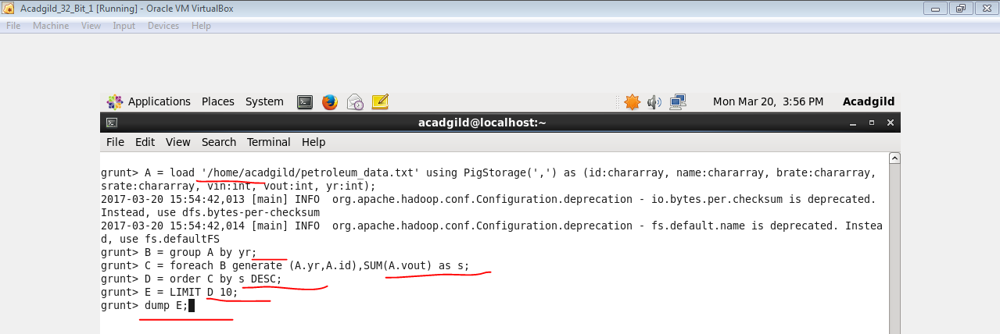 Acadgild_32_Bit_1 [Running] - Oracle VM VirtualBox
File Machine View Input Devices Help
Applications Places System Mon Mar 20, 3:56 PM Acadgild
acadgild@localhost:~
File Edit View Search Terminal Help
grunt> A = load '/home/acadgild/petroleum_data.txt' using PigStorage(',') as (id:chararray, name:chararray, brate:chararray,
srate:chararray, vin:int, vout:int, yr:int);
2017-03-20 15:54:42,013 [main] INFO  org.apache.hadoop.conf.Configuration.deprecation - io.bytes.per.checksum is deprecated.
Instead, use dfs.bytes-per-checksum
2017-03-20 15:54:42,014 [main] INFO  org.apache.hadoop.conf.Configuration.deprecation - fs.default.name is deprecated. Instea
d, use fs.defaultFS
grunt> B = group A by yr;
grunt> C = foreach B generate (A.yr,A.id),SUM(A.vout) as s;
grunt> D = order C by s DESC;
grunt> E = LIMIT D 10;
grunt> dump E;